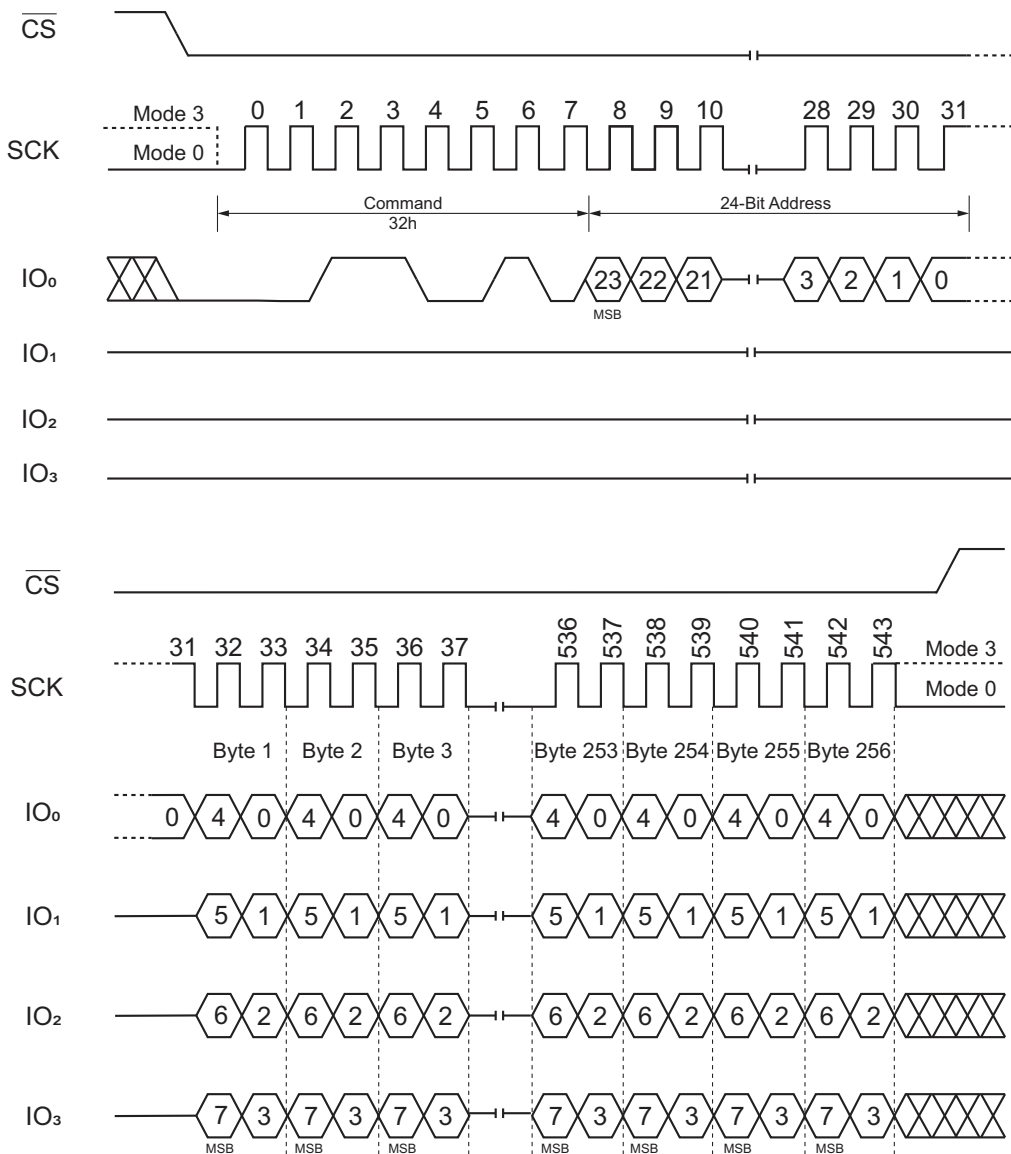 CS
Mode 3
0 1 2 3 4 5 6 7 8 9 10 28 29 30 31
SCK
Mode 0
Command
32h
24-Bit Address
IO₀
23 22 21 3 2 1 0
MSB
IO₁
IO₂
IO₃
CS
31 32 33 34 35 36 37 536 537 538 539 540 541 542 543
Mode 3
SCK
Mode 0
Byte 1 Byte 2 Byte 3 Byte 253 Byte 254 Byte 255 Byte 256
IO₀
0 4 0 4 0 4 0 4 0 4 0 4 0 4 0
IO₁
5 1 5 1 5 1 5 1 5 1 5 1 5 1
IO₂
6 2 6 2 6 2 6 2 6 2 6 2 6 2
IO₃
7 3 7 3 7 3 7 3 7 3 7 3 7 3
MSB MSB MSB MSB MSB MSB MSB